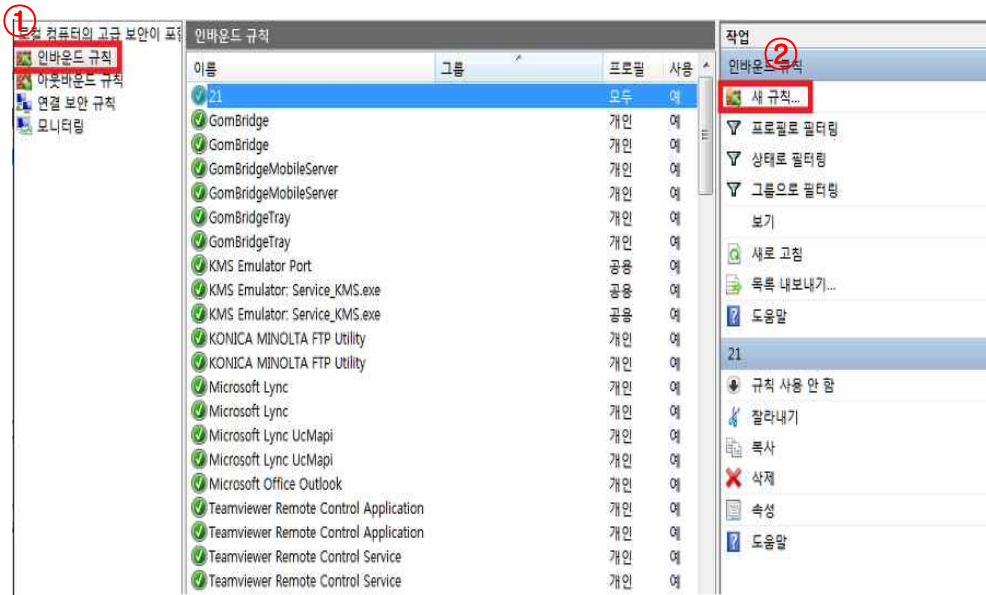 ①
로컬 컴퓨터의 고급 보안이 포함
인바운드 규칙
아웃바운드 규칙
연결 보안 규칙
모니터링
인바운드 규칙
이름 그룹 프로필 사용
21 모두 예
GomBridge 개인 예
GomBridge 개인 예
GomBridgeMobileServer 개인 예
GomBridgeMobileServer 개인 예
GomBridgeTray 개인 예
GomBridgeTray 개인 예
KMS Emulator Port 공용 예
KMS Emulator: Service_KMS.exe 공용 예
KMS Emulator: Service_KMS.exe 공용 예
KONICA MINOLTA FTP Utility 개인 예
KONICA MINOLTA FTP Utility 개인 예
Microsoft Lync 개인 예
Microsoft Lync 개인 예
Microsoft Lync UcMapi 개인 예
Microsoft Lync UcMapi 개인 예
Microsoft Office Outlook 개인 예
Teamviewer Remote Control Application 개인 예
Teamviewer Remote Control Application 개인 예
Teamviewer Remote Control Service 개인 예
Teamviewer Remote Control Service 개인 예
작업
②
인바운드 규칙
새 규칙...
프로필로 필터링
상태로 필터링
그룹으로 필터링
보기
새로 고침
목록 내보내기...
도움말
21
규칙 사용 안 함
잘라내기
복사
삭제
속성
도움말